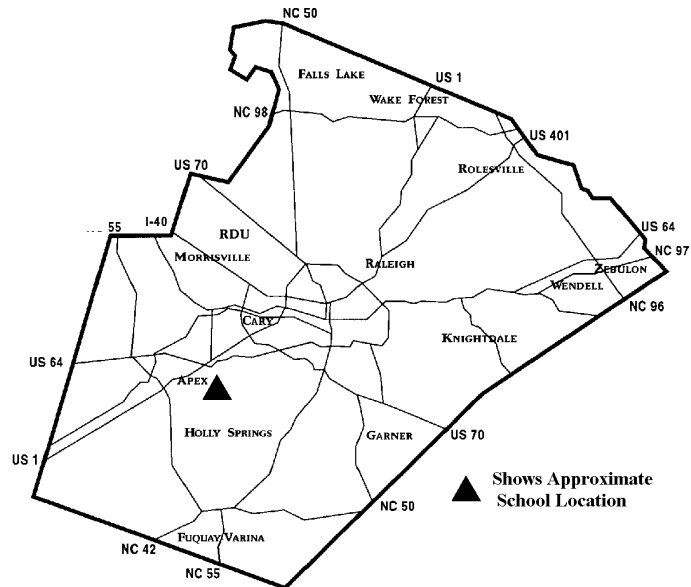 NC 50
FALLS LAKE
US 1
WAKE FOREST
NC 98
US 401
US 70
ROLESVILLE
55
I-40
RDU
US 64
MORRISVILLE
RALEIGH
NC 97
ZEBULON
WENDELL
NC 96
CARY
KNIGHTDALE
US 64
APEX
HOLLY SPRINGS
GARNER
US 70
US 1
Shows Approximate
School Location
NC 50
FUQUAY VARINA
NC 42
NC 55